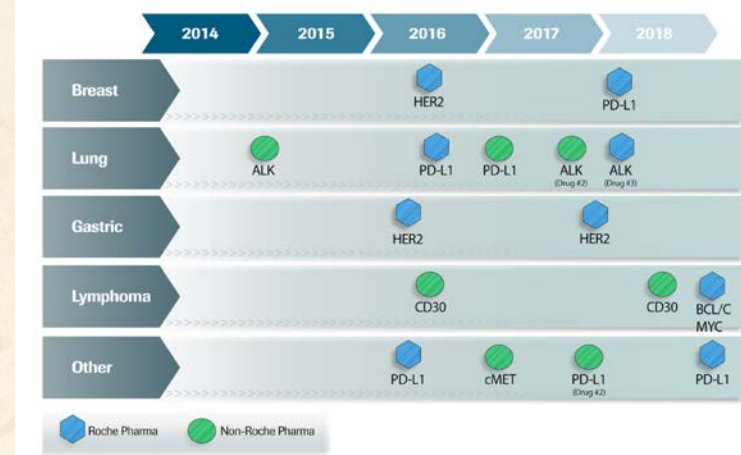 2014 2015 2016 2017 2018
Breast
HER2 PD-L1
Lung
ALK PD-L1 PD-L1 ALK ALK
(Drug #2) (Drug #3)
Gastric
HER2 HER2
Lymphoma
CD30 CD30 BCL/C
MYC
Other
PD-L1 cMET PD-L1 PD-L1
(Drug #2)
Roche Pharma Non-Roche Pharma